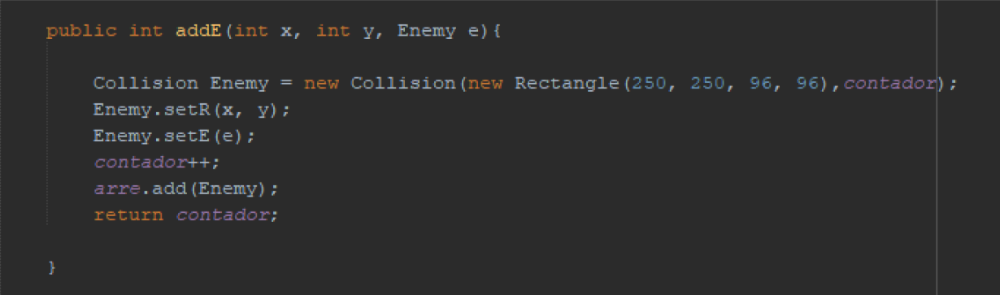 public int addE(int x, int y, Enemy e){
Collision Enemy = new Collision(new Rectangle(250, 250, 96, 96),contador);
Enemy.setR(x, y);
Enemy.setE(e);
contador++;
arre.add(Enemy);
return contador;
}